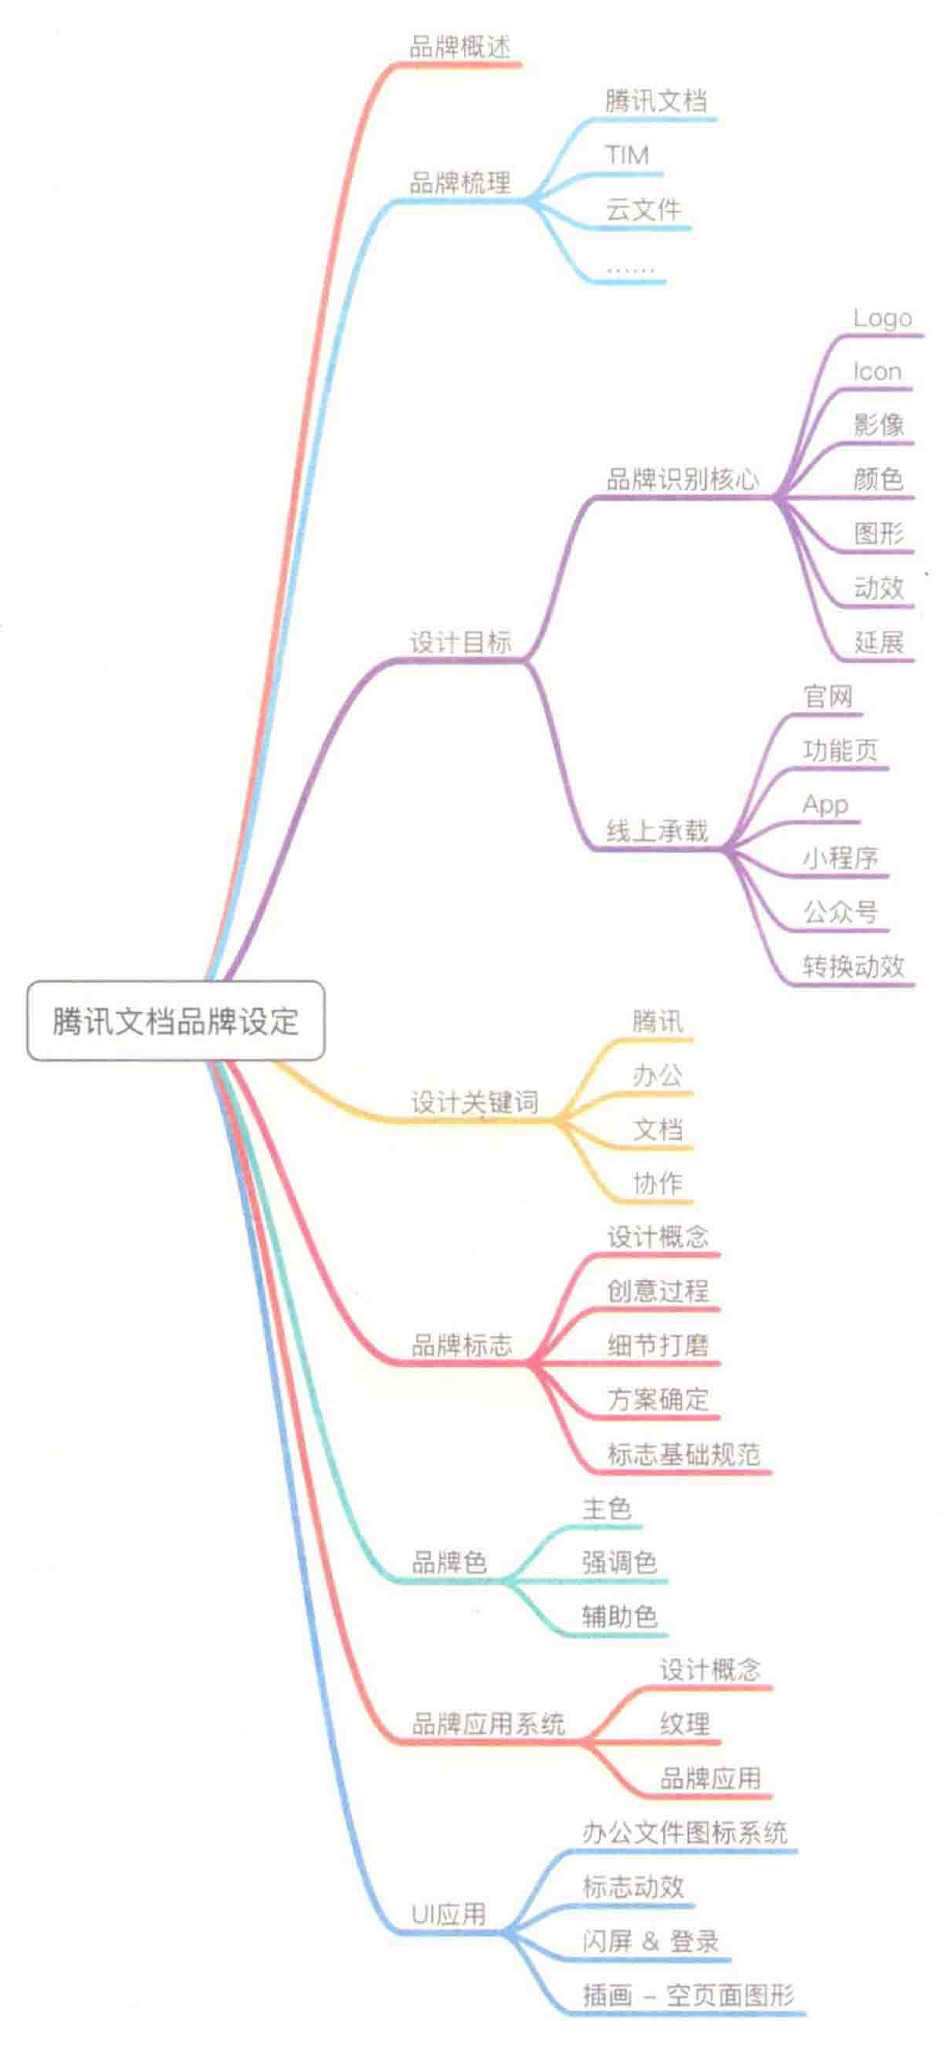 品牌概述
腾讯文档
TIM
品牌梳理
云文件
......
Logo
Icon
影像
品牌识别核心
颜色
图形
动效
设计目标
延展
官网
功能页
App
线上承载
小程序
公众号
转换动效
腾讯文档品牌设定
腾讯
办公
设计关键词
文档
协作
设计概念
创意过程
品牌标志
细节打磨
方案确定
标志基础规范
主色
品牌色
强调色
辅助色
设计概念
品牌应用系统
纹理
品牌应用
办公文件图标系统
标志动效
UI应用
闪屏 & 登录
插画 – 空页面图形